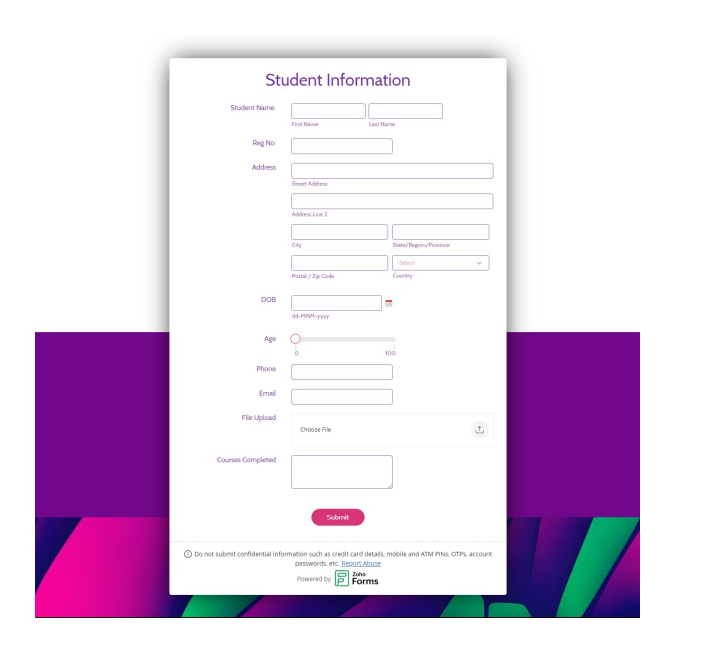 Student Information
Student Name
First Name Last Name
Reg No.
Address
Street Address
Address Line 2
City State/Region/Province
-Select-
Postal / Zip Code Country
DOB
dd-MMM-yyyy
Age
0 100
Phone
Email
File Upload
Choose File
Courses Completed
Submit
Do not submit confidential information such as credit card details, mobile and ATM PINs, OTPs, account
passwords, etc. Report Abuse
Powered by Zoho Forms